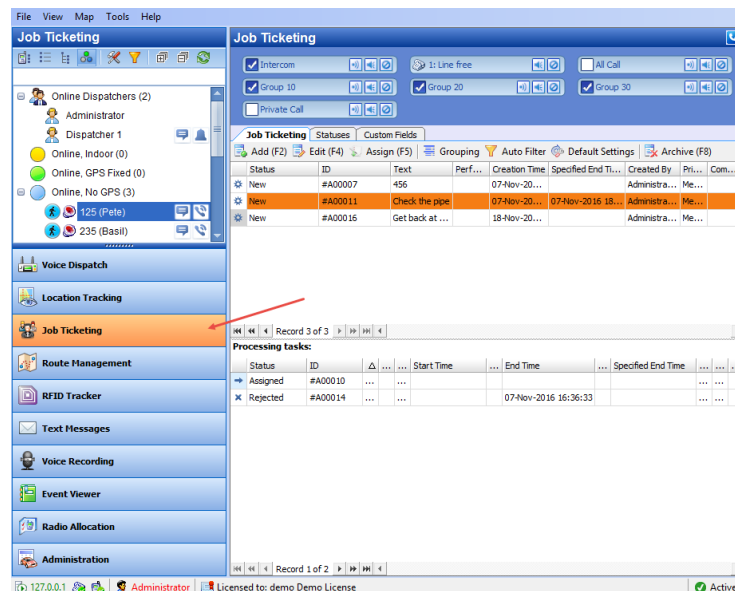 File View Map Tools Help
Job Ticketing
Online Dispatchers (2)
Administrator
Dispatcher 1
Online, Indoor (0)
Online, GPS Fixed (0)
Online, No GPS (3)
125 (Pete)
235 (Basil)
Voice Dispatch
Location Tracking
Job Ticketing
Route Management
RFID Tracker
Text Messages
Voice Recording
Event Viewer
Radio Allocation
Administration
Job Ticketing
Intercom 1: Line free All Call
Group 10 Group 20 Group 30
Private Call
Job Ticketing Statuses Custom Fields
Add (F2) Edit (F4) Assign (F5) Grouping Auto Filter Default Settings Archive (F8)
Status ID Text Perf... Creation Time Specified End Ti... Created By Pri... Com...
New #A00007 456 07-Nov-20... Administra... Me...
New #A00011 Check the pipe 07-Nov-20... 07-Nov-2016 18... Administra... Me...
New #A00016 Get back at ... 18-Nov-20... Administra... Me...
Record 3 of 3
Processing tasks:
Status ID ... ... Start Time ... End Time ... Specified End Time ... ...
Assigned #A00010 ... ... ... ...
Rejected #A00014 ... ... 07-Nov-2016 16:36:33 ... ...
Record 1 of 2
127.0.0.1 Administrator Licensed to: demo Demo License Active